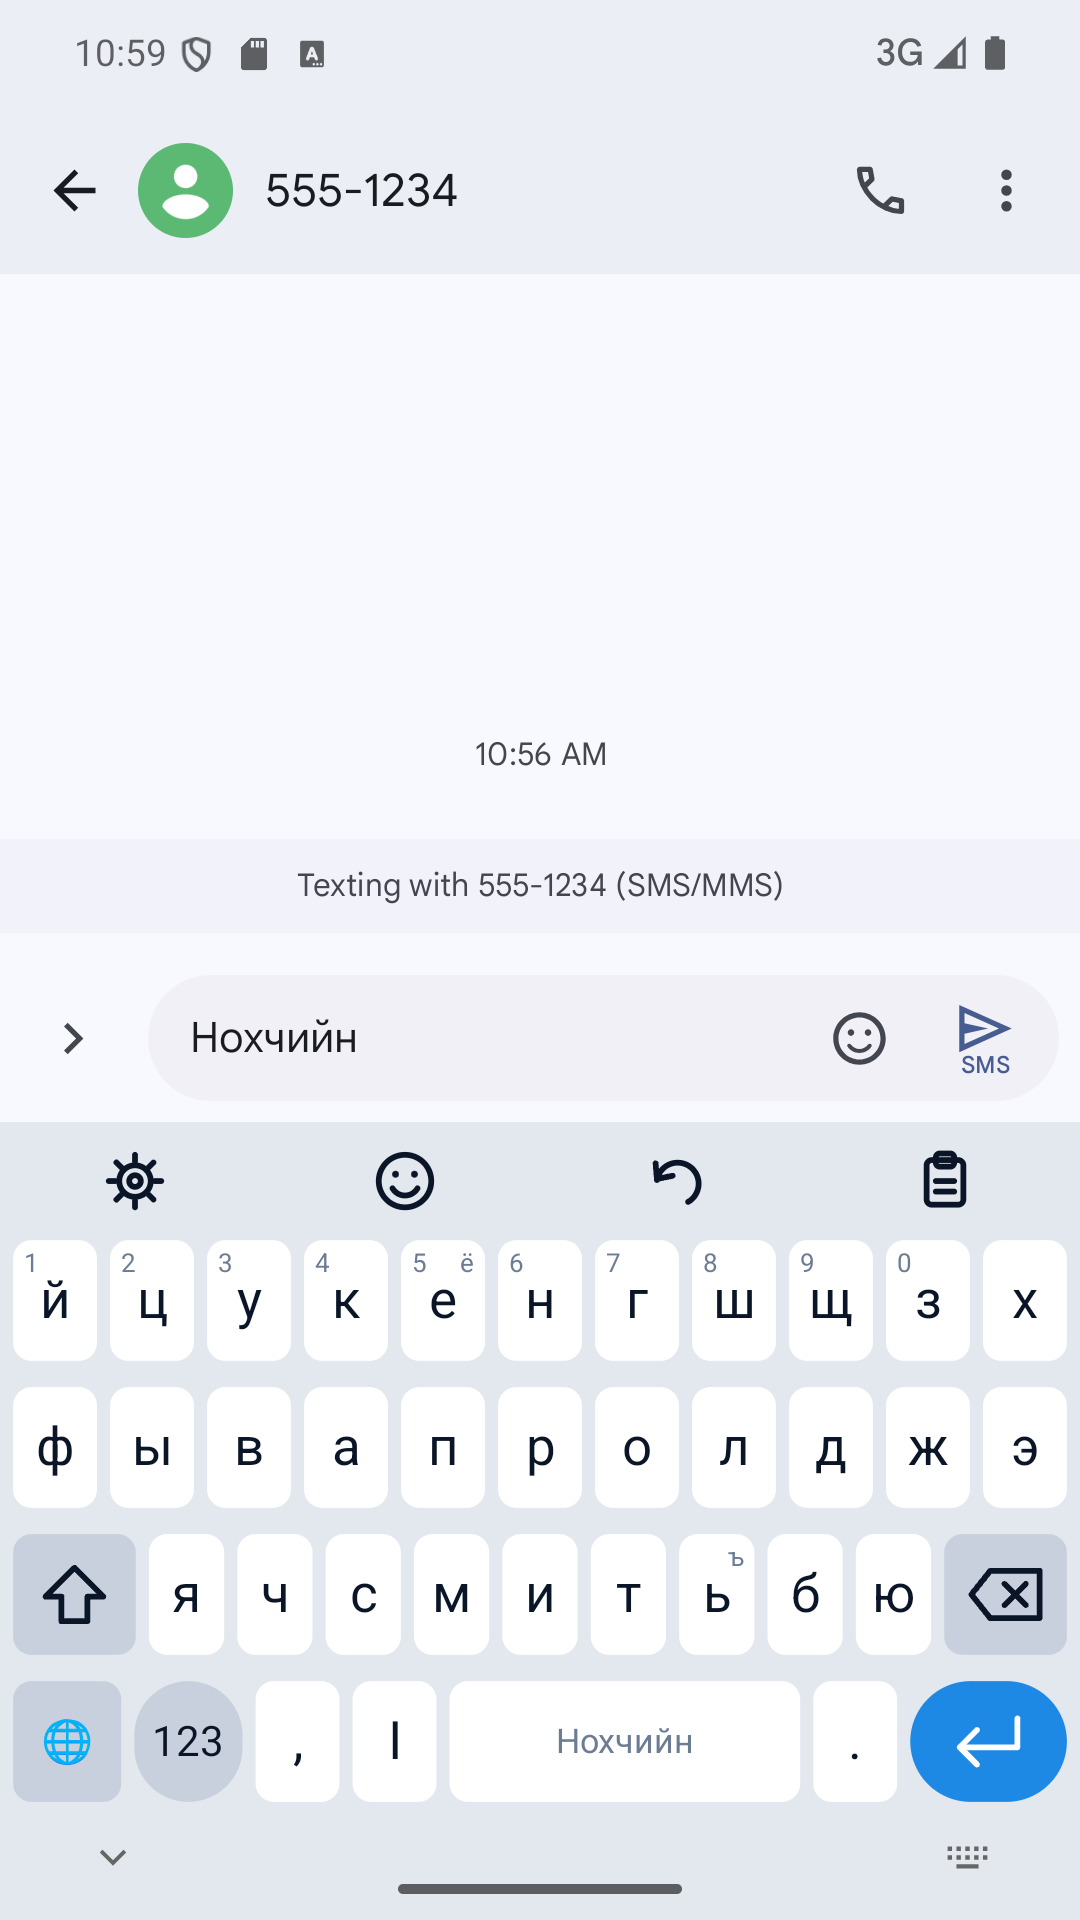 10:59
3G
555-1234
10:56 AM
Texting with 555-1234 (SMS/MMS)
Нохчийн
SMS
1 й 2 ц 3 у 4 к 5 ё е 6 н 7 г 8 ш 9 щ 0 з х
ф ы в а п р о л д ж э
я ч с м и т ь ъ б ю
123 , Ӏ Нохчийн .